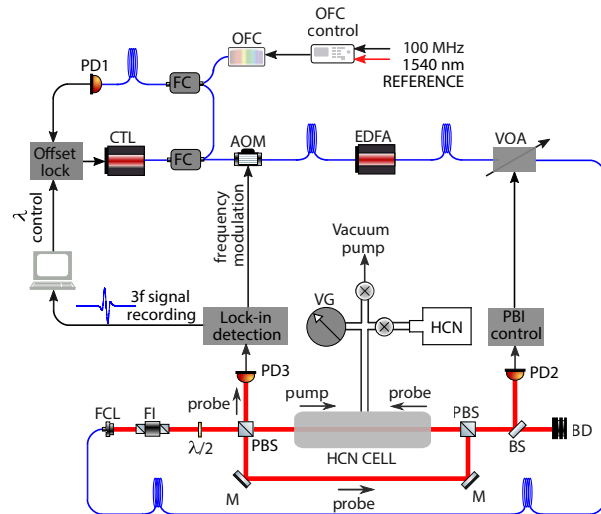 OFC
control
OFC
100 MHz
1540 nm
REFERENCE
PD1
FC
CTL
AOM
EDFA
VOA
Offset
lock
FC
λ
control
frequency
modulation
Vacuum
pump
3f signal
recording
VG
Lock-in
detection
HCN
PBI
control
PD3
PD2
pump
probe
FCL
FI
probe
PBS
λ/2
PBS
BS
BD
HCN CELL
M
M
probe